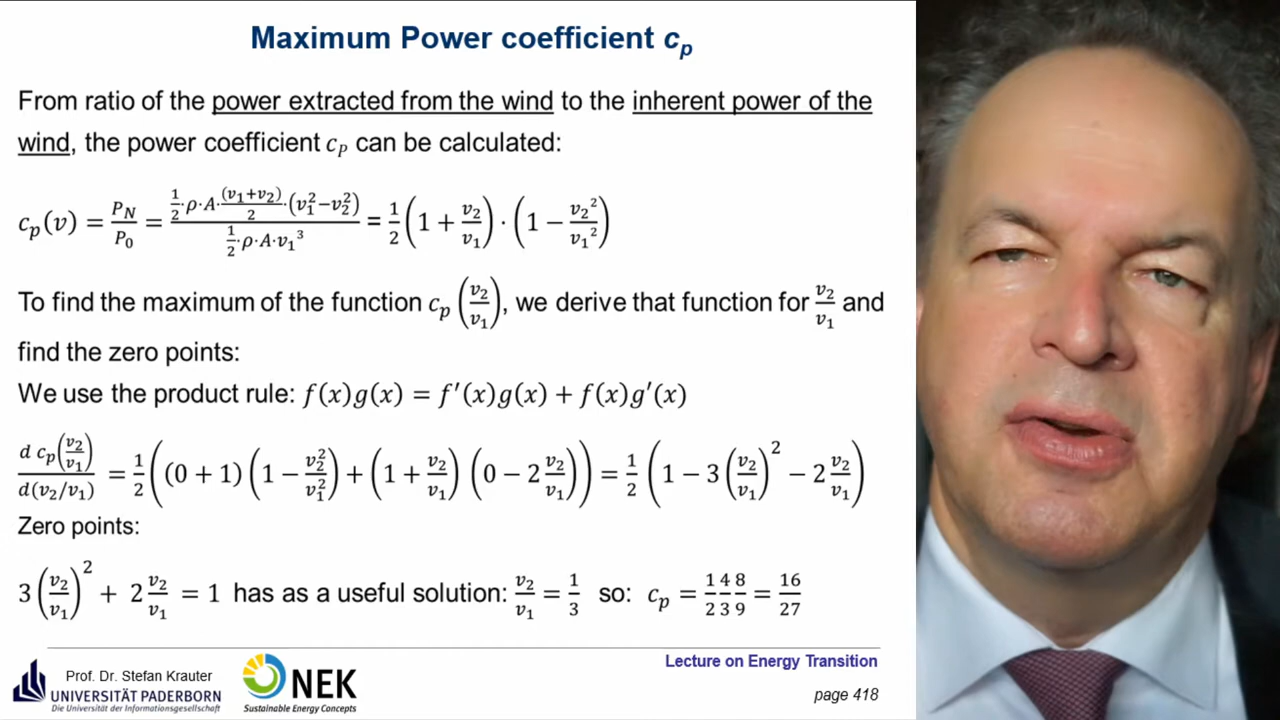 Maximum Power coefficient cₚ
From ratio of the power extracted from the wind to the inherent power of the
wind, the power coefficient c_P can be calculated:
c_p(v) = P_N/P_0 = (1/2·ρ·A·(v₁+v₂)/2·(v₁²−v₂²))/(1/2·ρ·A·v₁³) = 1/2(1 + v₂/v₁)·(1 − v₂²/v₁²)
To find the maximum of the function c_p(v₂/v₁), we derive that function for v₂/v₁ and
find the zero points:
We use the product rule: f(x)g(x) = f′(x)g(x) + f(x)g′(x)
d c_p(v₂/v₁)/d(v₂/v₁) = 1/2((0 + 1)(1 − v₂²/v₁²) + (1 + v₂/v₁)(0 − 2 v₂/v₁)) = 1/2(1 − 3(v₂/v₁)² − 2 v₂/v₁)
Zero points:
3(v₂/v₁)² + 2 v₂/v₁ = 1 has as a useful solution: v₂/v₁ = 1/3 so: c_p = 1/2 4/3 8/9 = 16/27
Lecture on Energy Transition
page 418
Prof. Dr. Stefan Krauter
UNIVERSITÄT PADERBORN
Die Universität der Informationsgesellschaft
NEK
Sustainable Energy Concepts